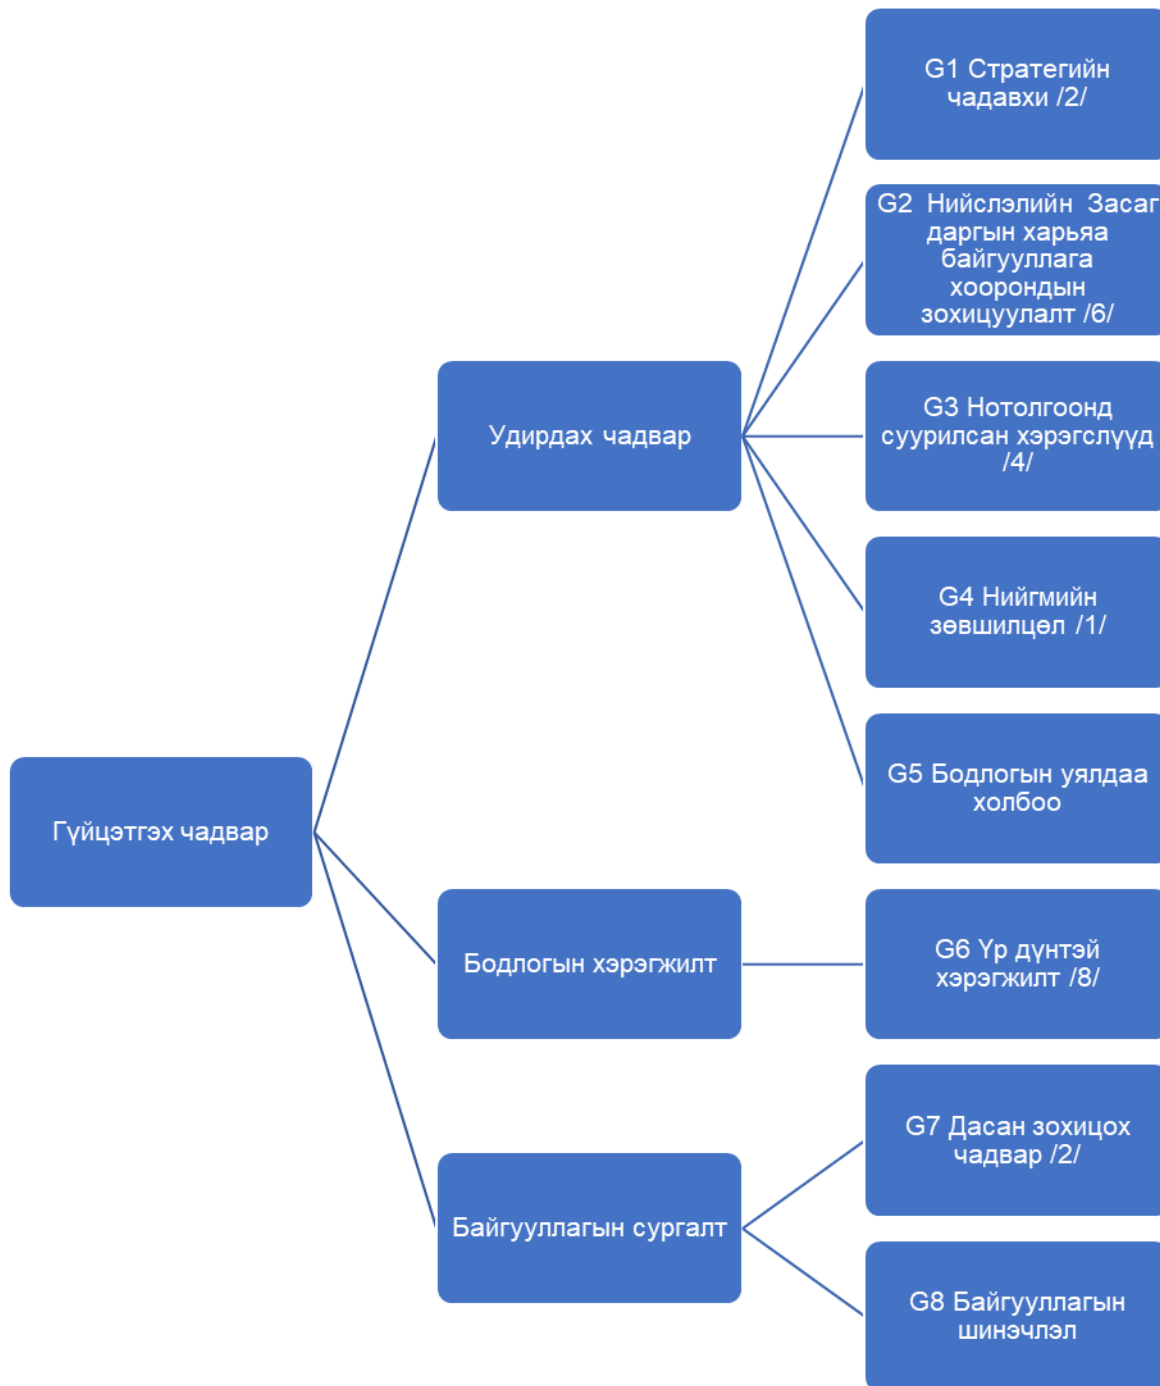 G1 Стратегийн
чадавхи /2/
G2 Нийслэлийн Засаг
даргын харьяа
байгууллага
хоорондын
зохицуулалт /6/
Удирдах чадвар
G3 Нотолгоонд
суурилсан хэрэгслүүд
/4/
G4 Нийгмийн
зөвшилцөл /1/
G5 Бодлогын уялдаа
холбоо
Гүйцэтгэх чадвар
Бодлогын хэрэгжилт
G6 Үр дүнтэй
хэрэгжилт /8/
G7 Дасан зохицох
чадвар /2/
Байгууллагын сургалт
G8 Байгууллагын
шинэчлэл